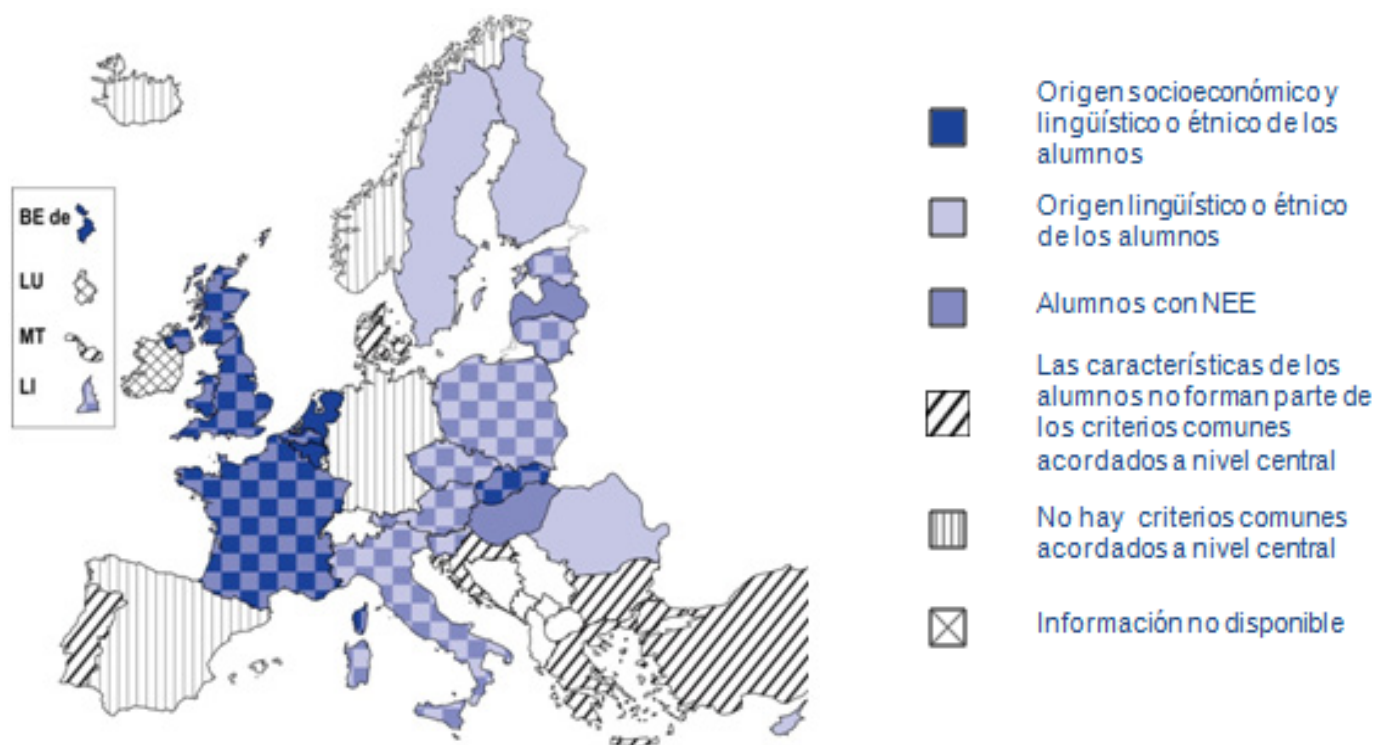 BE de
LU
MT
LI
Origen socioeconómico y
lingüístico o étnico de los
alumnos
Origen lingüístico o étnico
de los alumnos
Alumnos con NEE
Las características de los
alumnos no forman parte de
los criterios comunes
acordados a nivel central
No hay criterios comunes
acordados a nivel central
Información no disponible